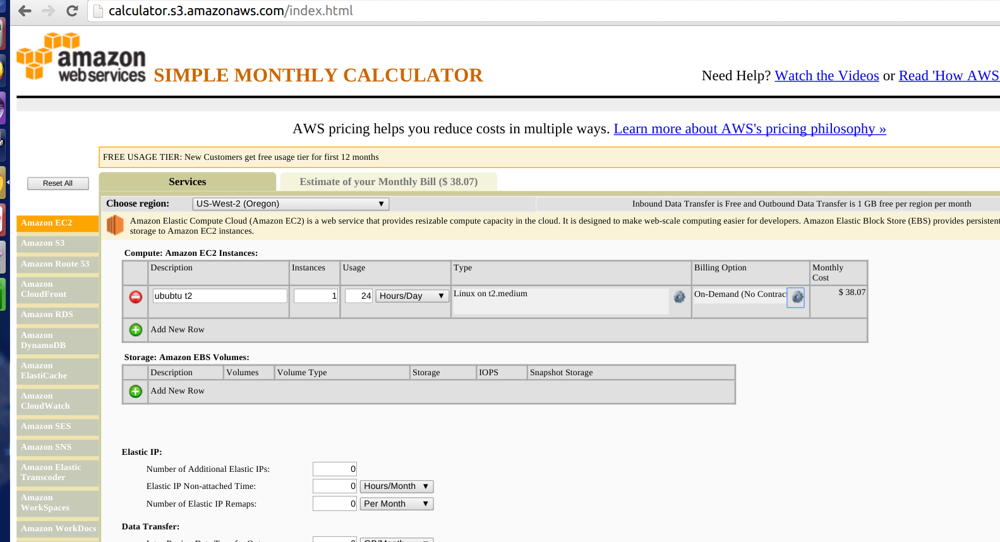 calculator.s3.amazonaws.com/index.html
amazon
webservices
SIMPLE MONTHLY CALCULATOR
Need Help? Watch the Videos or Read 'How AWS
AWS pricing helps you reduce costs in multiple ways. Learn more about AWS's pricing philosophy »
FREE USAGE TIER: New Customers get free usage tier for first 12 months
Reset All
Services
Estimate of your Monthly Bill ($ 38.07)
Choose region:
US-West-2 (Oregon)
Inbound Data Transfer is Free and Outbound Data Transfer is 1 GB free per region per month
Amazon Elastic Compute Cloud (Amazon EC2) is a web service that provides resizable compute capacity in the cloud. It is designed to make web-scale computing easier for developers. Amazon Elastic Block Store (EBS) provides persistent
storage to Amazon EC2 instances.
Amazon EC2
Amazon S3
Amazon Route 53
Amazon
CloudFront
Amazon RDS
Amazon
DynamoDB
Amazon
ElastiCache
Amazon
CloudWatch
Amazon SES
Amazon SNS
Amazon Elastic
Transcoder
Amazon
WorkSpaces
Amazon WorkDocs
Compute: Amazon EC2 Instances:
Description
Instances
Usage
Type
Billing Option
Monthly
Cost
ububtu t2
1
24
Hours/Day
Linux on t2.medium
On-Demand (No Contrac
$ 38.07
Add New Row
Storage: Amazon EBS Volumes:
Description
Volumes
Volume Type
Storage
IOPS
Snapshot Storage
Add New Row
Elastic IP:
Number of Additional Elastic IPs:
0
Elastic IP Non-attached Time:
0
Hours/Month
Number of Elastic IP Remaps:
0
Per Month
Data Transfer: